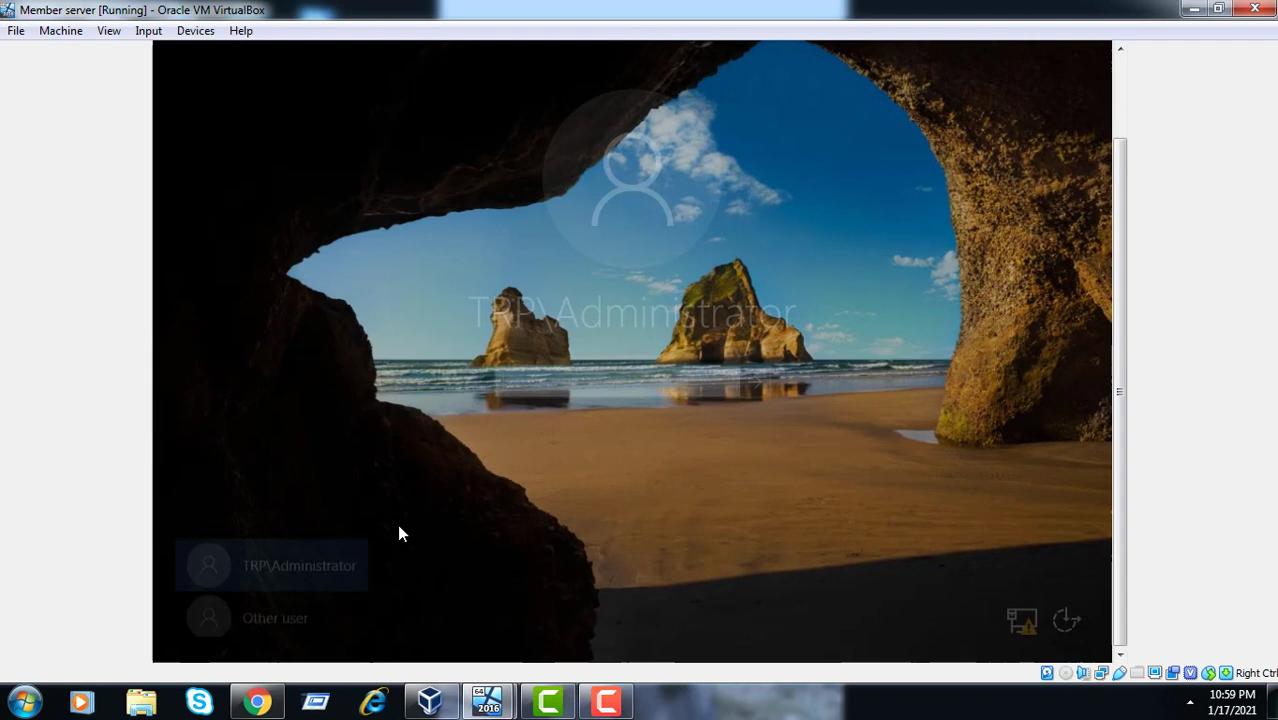 Member server [Running] - Oracle VM VirtualBox
File Machine View Input Devices Help
TRP\Administrator
TRP\Administrator
Other user
Right Ctrl
64
2016
10:59 PM
1/17/2021